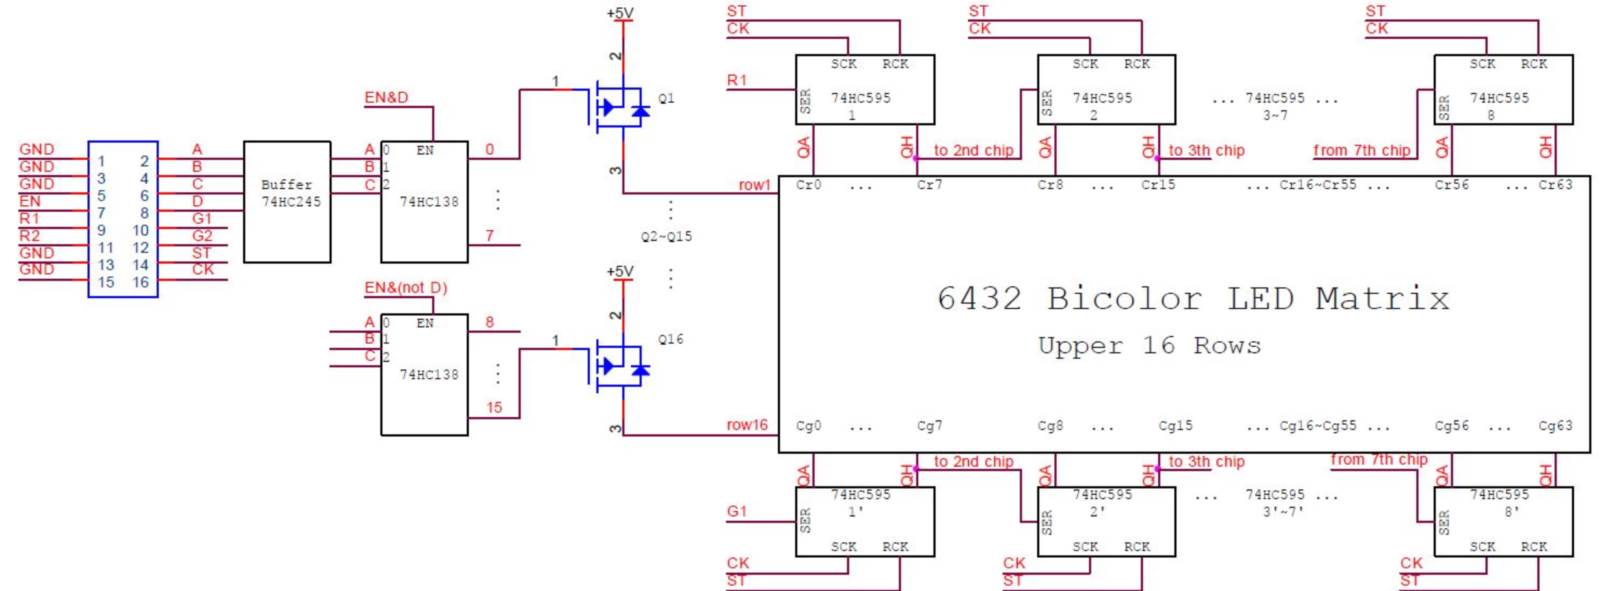 GND
GND
GND
EN
R1
R2
GND
GND
1 2
3 4
5 6
7 8
9 10
11 12
13 14
15 16
A
B
C
D
G1
G2
ST
CK
Buffer
74HC245
EN&D
A 0 EN
B 1
C 2
74HC138
0
⋮
7
EN&(not D)
A 0 EN
B 1
C 2
74HC138
8
⋮
15
+5V
2
1
Q1
3
row1
⋮
Q2~Q15
⋮
+5V
2
1
Q16
3
row16
ST
CK
R1
SCK RCK
SER
74HC595
1
QA
QH
to 2nd chip
ST
CK
SCK RCK
SER
74HC595
2
QA
QH
to 3th chip
... 74HC595 ...
3~7
ST
CK
SCK RCK
SER
74HC595
8
from 7th chip
QA
QH
Cr0 ... Cr7 Cr8 ... Cr15 ... Cr16~Cr55 ... Cr56 ... Cr63
6432 Bicolor LED Matrix
Upper 16 Rows
Cg0 ... Cg7 Cg8 ... Cg15 ... Cg16~Cg55 ... Cg56 ... Cg63
QA
QH
to 2nd chip
G1
SER
74HC595
1'
SCK RCK
CK
ST
QA
QH
to 3th chip
SER
74HC595
2'
SCK RCK
CK
ST
... 74HC595 ...
3'~7'
from 7th chip
QA
QH
SER
74HC595
8'
SCK RCK
CK
ST